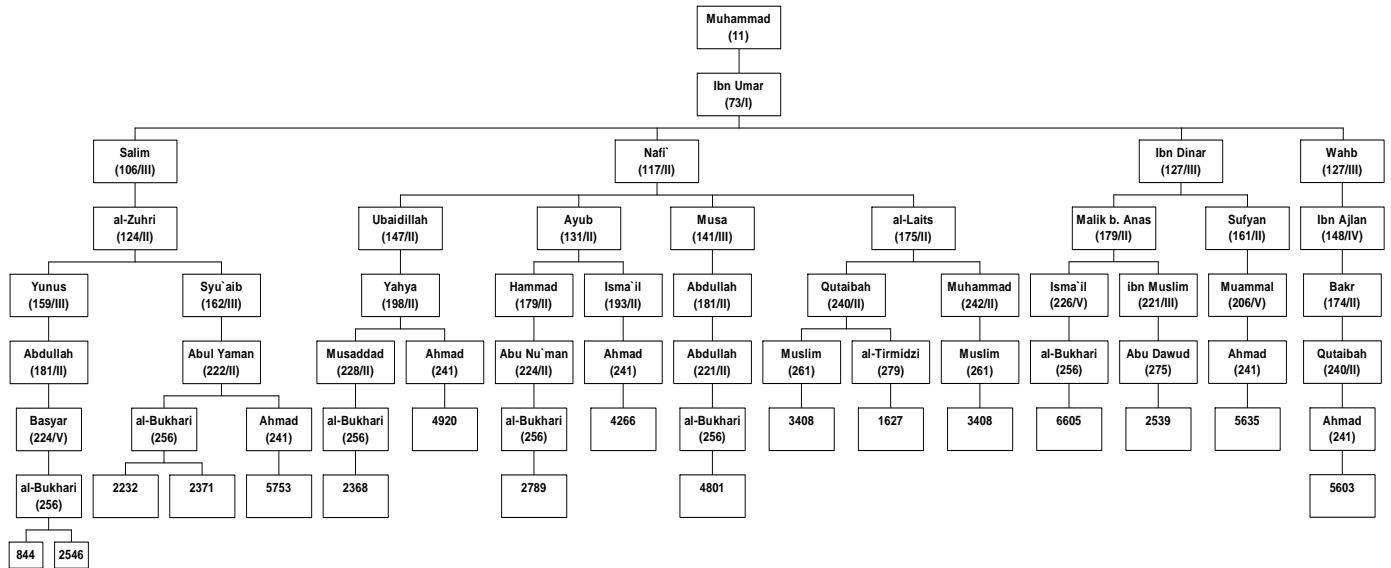 Muhammad
(11)
Ibn Umar
(73/I)
Salim
(106/III)
Nafi`
(117/II)
Ibn Dinar
(127/III)
Wahb
(127/III)
al-Zuhri
(124/II)
Ubaidillah
(147/II)
Ayub
(131/II)
Musa
(141/III)
al-Laits
(175/II)
Malik b. Anas
(179/II)
Sufyan
(161/II)
Ibn Ajlan
(148/IV)
Yunus
(159/III)
Syu`aib
(162/III)
Yahya
(198/II)
Hammad
(179/II)
Isma`il
(193/II)
Abdullah
(181/II)
Qutaibah
(240/II)
Muhammad
(242/II)
Isma`il
(226/V)
ibn Muslim
(221/III)
Muammal
(206/V)
Bakr
(174/II)
Abdullah
(181/II)
Abul Yaman
(222/II)
Musaddad
(228/II)
Ahmad
(241)
Abu Nu`man
(224/II)
Ahmad
(241)
Abdullah
(221/II)
Muslim
(261)
al-Tirmidzi
(279)
Muslim
(261)
al-Bukhari
(256)
Abu Dawud
(275)
Ahmad
(241)
Qutaibah
(240/II)
Basyar
(224/V)
al-Bukhari
(256)
Ahmad
(241)
al-Bukhari
(256)
4920
al-Bukhari
(256)
4266
al-Bukhari
(256)
3408
1627
3408
6605
2539
5635
Ahmad
(241)
al-Bukhari
(256)
2232
2371
5753
2368
2789
4801
5603
844
2546